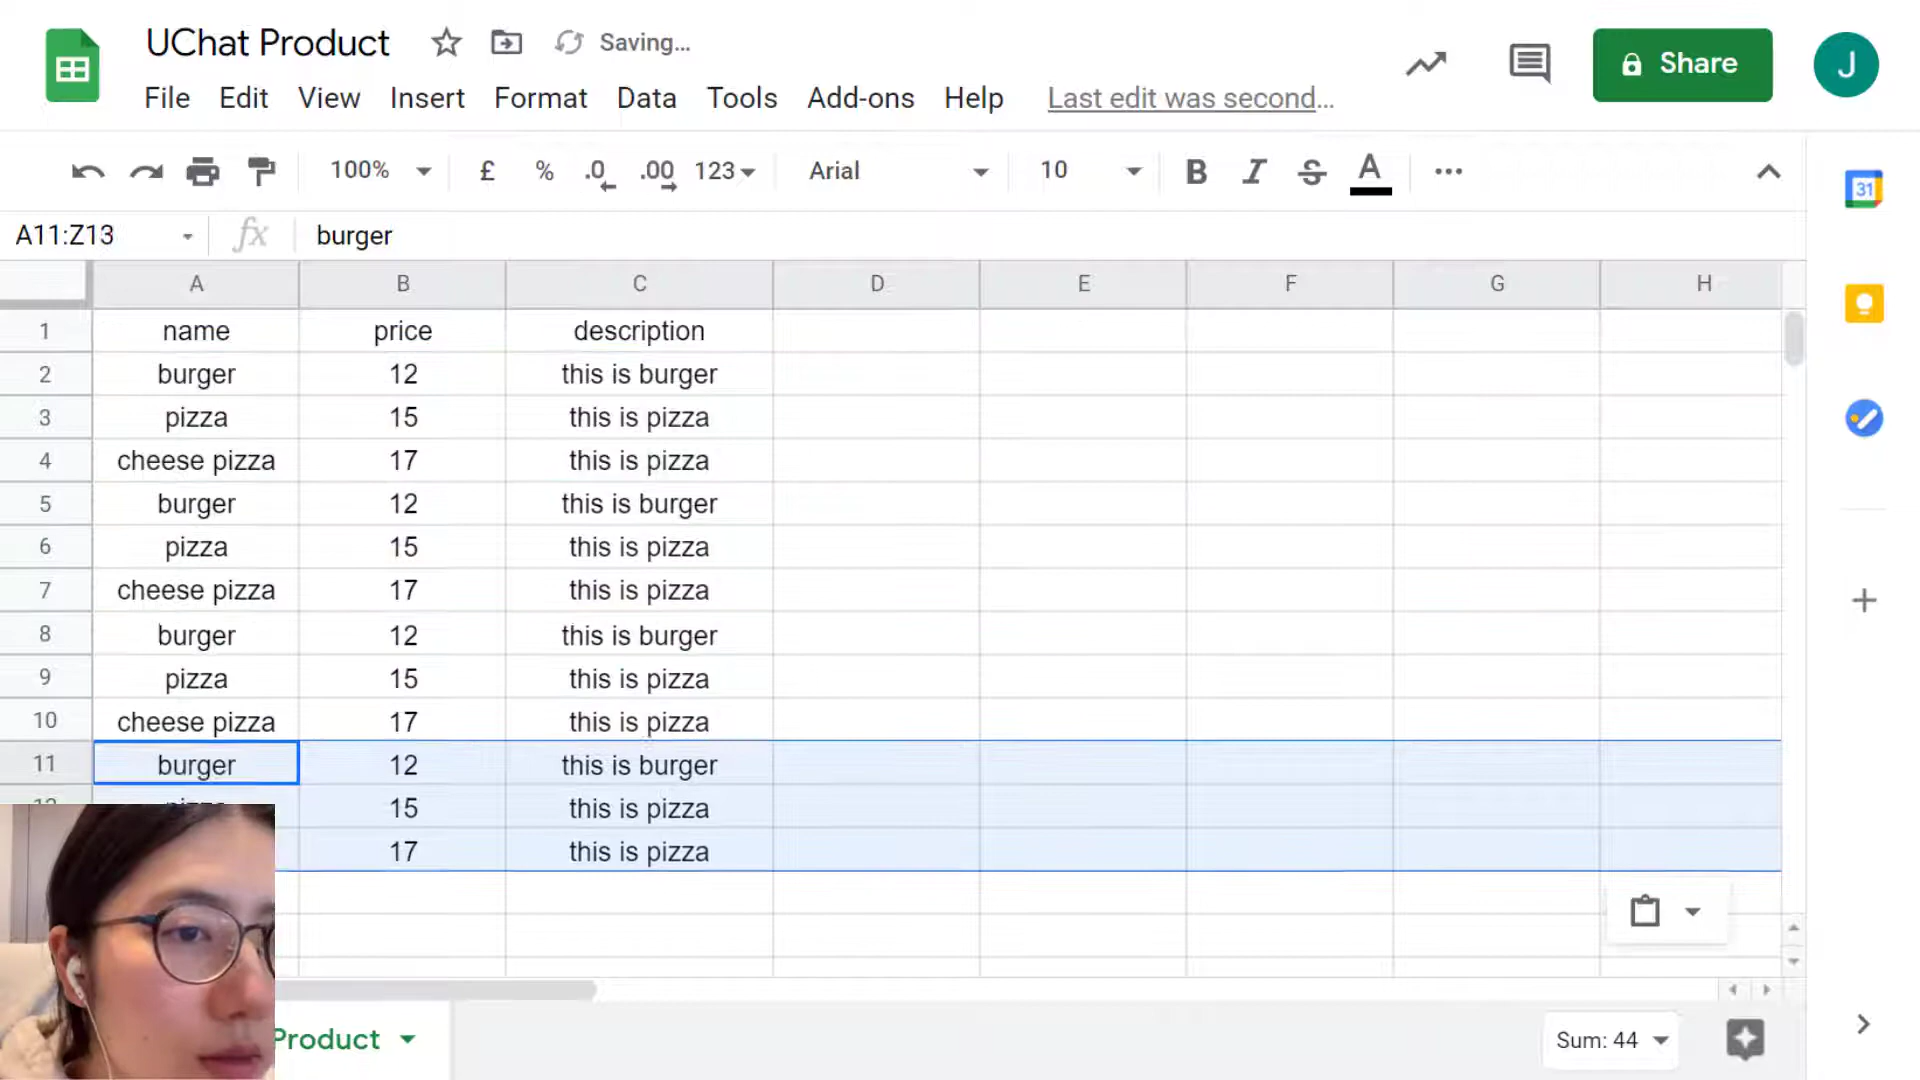 UChat Product Saving...
File Edit View Insert Format Data Tools Add-ons Help Last edit was second...
Share
J
100% £ % .0 .00 123 Arial 10 B I S A
31
A11:Z13 fx burger
A B C D E F G H
1 name price description
2 burger 12 this is burger
3 pizza 15 this is pizza
4 cheese pizza 17 this is pizza
5 burger 12 this is burger
6 pizza 15 this is pizza
7 cheese pizza 17 this is pizza
8 burger 12 this is burger
9 pizza 15 this is pizza
10 cheese pizza 17 this is pizza
11 burger 12 this is burger
15 this is pizza
17 this is pizza
Product
Sum: 44